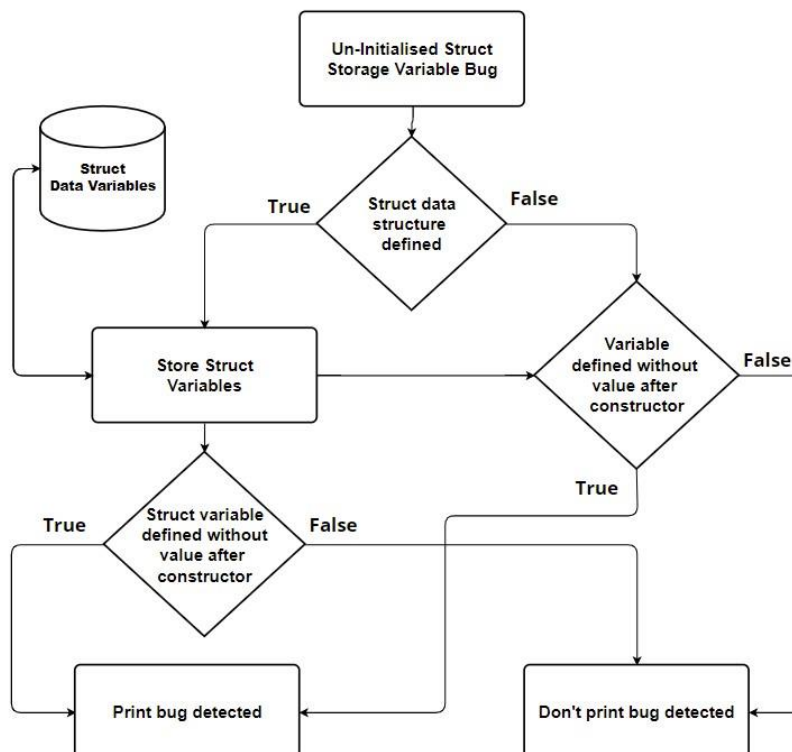 Un-Initialised Struct
Storage Variable Bug
Struct
Data Variables
True
Struct data
structure
defined
False
Store Struct
Variables
Variable
defined without
value after
constructor
False
True
True
Struct variable
defined without
value after
constructor
False
Print bug detected
Don't print bug detected